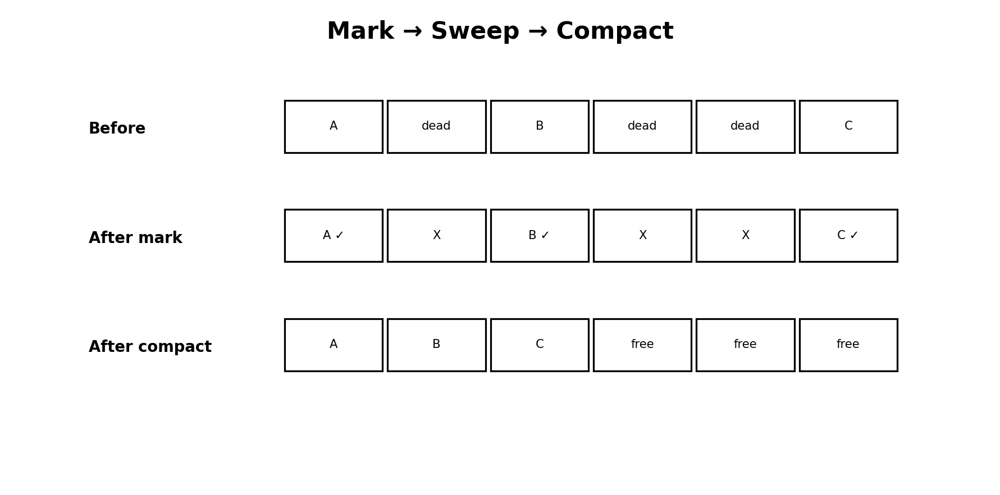 Mark → Sweep → Compact
Before A dead B dead dead C
After mark A ✓ X B ✓ X X C ✓
After compact A B C free free free